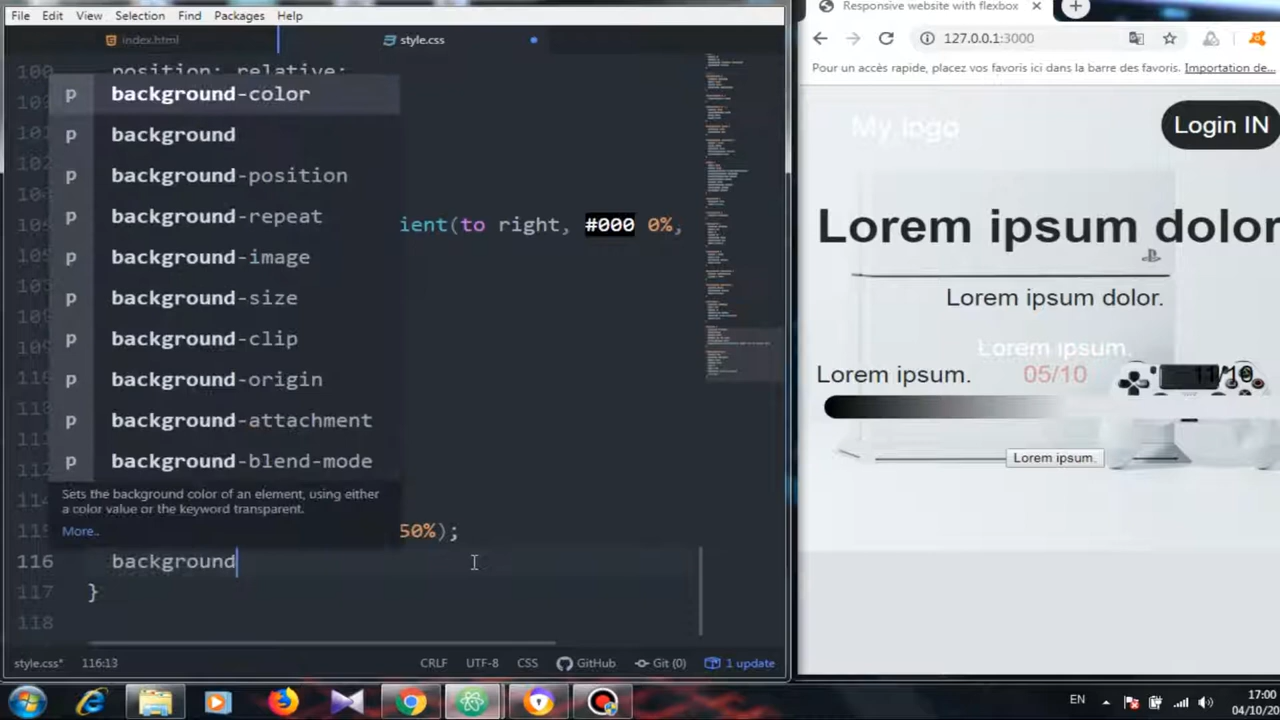 File Edit View Selection Find Packages Help
index.html
style.css
100
position: relative;
p background-color
p background
p background-position
p background-repeat
ient(to right, #000 0%,
p background-image
p background-size
p background-clip
p background-origin
p background-attachment
p background-blend-mode
Sets the background color of an element, using either
a color value or the keyword transparent.
More..
50%);
116 background
117 }
118
style.css* 116:13 CRLF UTF-8 CSS GitHub Git (0) 1 update
Responsive website with flexbox
127.0.0.1:3000
Pour un accès rapide, placez vos favoris ici dans la barre des favoris. Importation de...
My logo
Login IN
Lorem ipsum dolor
Lorem ipsum dolor.
Lorem ipsum.
Lorem ipsum. 05/10 11/10
Lorem ipsum.
EN
17:00
04/10/20